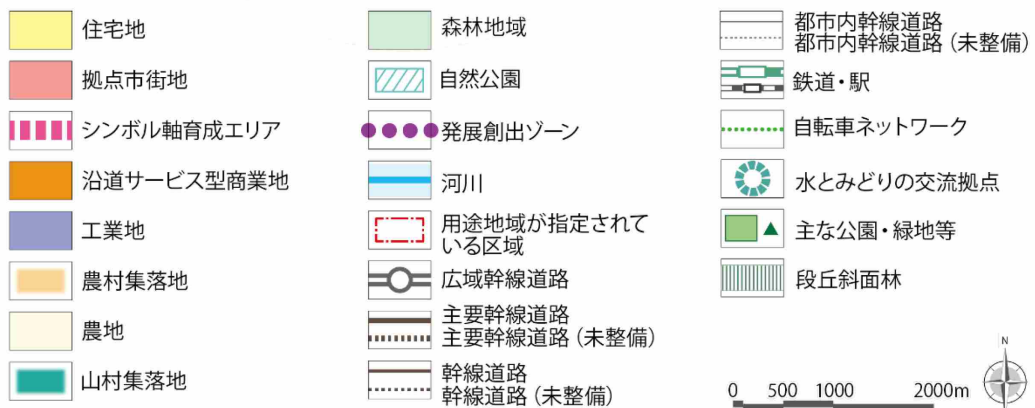 住宅地
拠点市街地
シンボル軸育成エリア
沿道サービス型商業地
工業地
農村集落地
農地
山村集落地
森林地域
自然公園
発展創出ゾーン
河川
用途地域が指定されて
いる区域
広域幹線道路
主要幹線道路
主要幹線道路（未整備）
幹線道路
幹線道路（未整備）
都市内幹線道路
都市内幹線道路（未整備）
鉄道・駅
自転車ネットワーク
水とみどりの交流拠点
主な公園・緑地等
段丘斜面林
N
0 500 1000 2000m